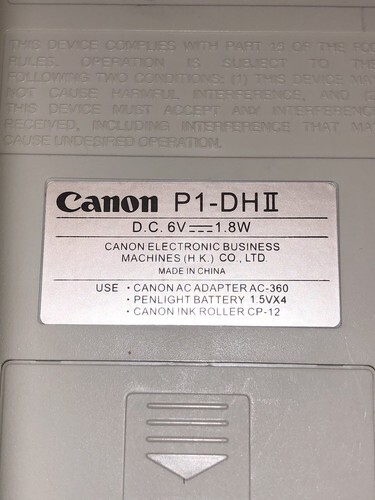 THIS DEVICE COMPLIES WITH PART 15 OF THE FCC
RULES. OPERATION IS SUBJECT TO THE
FOLLOWING TWO CONDITIONS: (1) THIS DEVICE MAY
NOT CAUSE HARMFUL INTERFERENCE, AND (2)
THIS DEVICE MUST ACCEPT ANY INTERFERENCE
RECEIVED, INCLUDING INTERFERENCE THAT MAY
CAUSE UNDESIRED OPERATION.
Canon P1-DHII
D.C. 6V⎓1.8W
CANON ELECTRONIC BUSINESS
MACHINES (H.K.) CO., LTD.
MADE IN CHINA
USE · CANON AC ADAPTER AC-360
· PENLIGHT BATTERY 1.5VX4
· CANON INK ROLLER CP-12